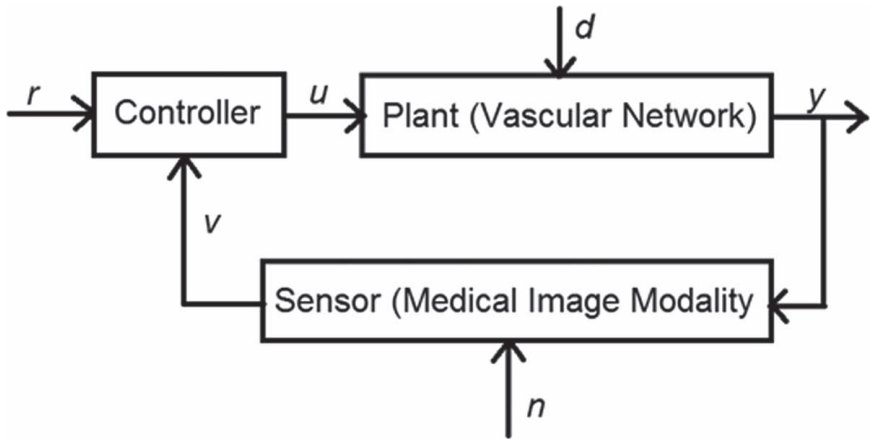 d
r
Controller
u
Plant (Vascular Network)
y
v
Sensor (Medical Image Modality
n